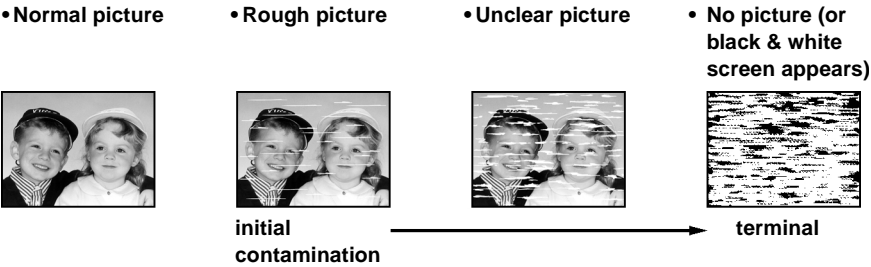 •Normal picture
•Rough picture
•Unclear picture
• No picture (or
black & white
screen appears)
initial
contamination
terminal